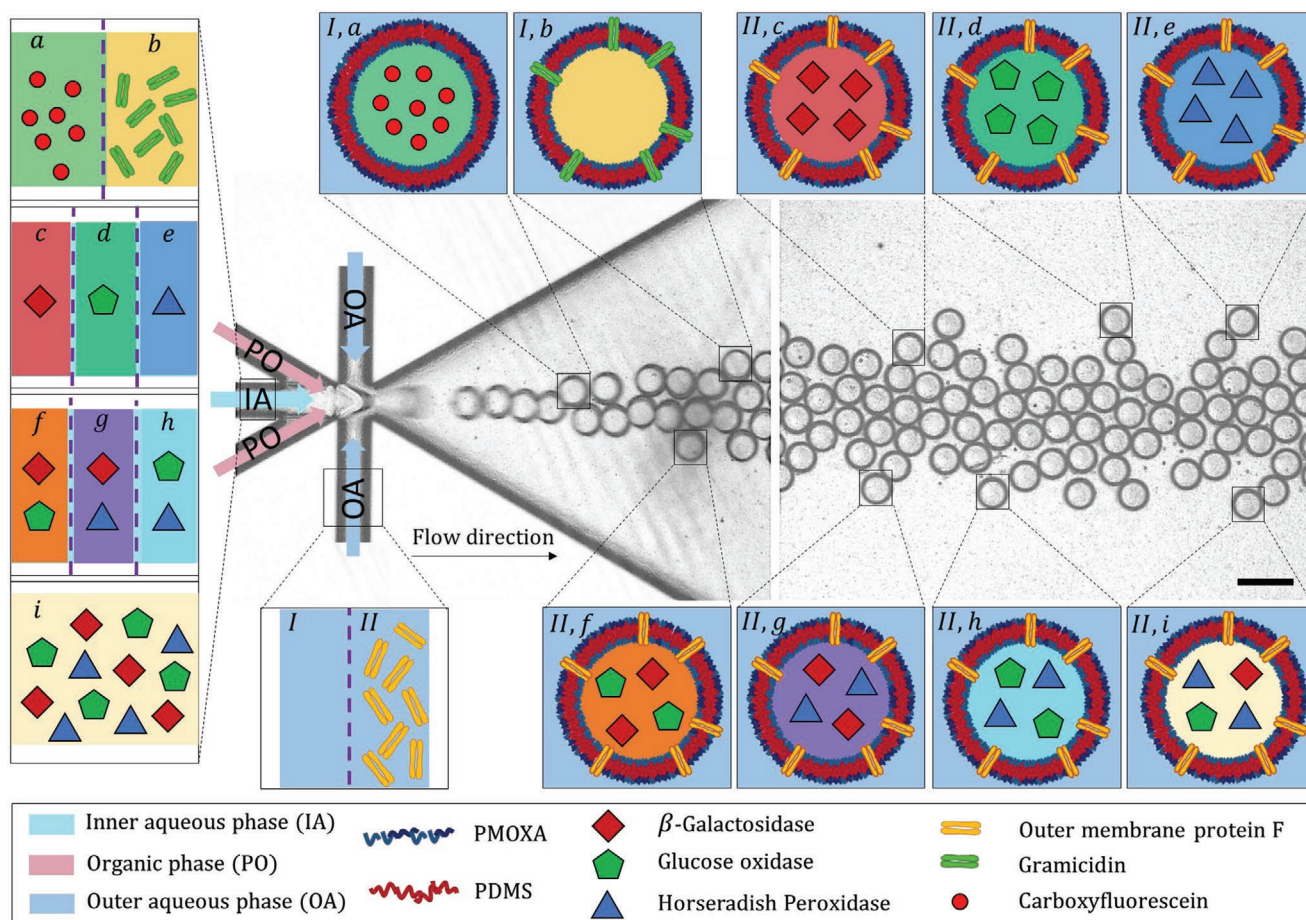 a
b
I, a
I, b
II, c
II, d
II, e
c
d
e
PO
IA
PO
OA
OA
Flow direction
f
g
h
i
I
II
II, f
II, g
II, h
II, i
Inner aqueous phase (IA)
Organic phase (PO)
Outer aqueous phase (OA)
PMOXA
PDMS
β-Galactosidase
Glucose oxidase
Horseradish Peroxidase
Outer membrane protein F
Gramicidin
Carboxyfluorescein